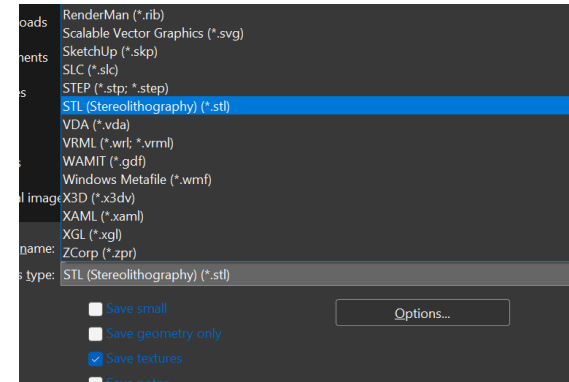 RenderMan (*.rib)
oads
Scalable Vector Graphics (*.svg)
SketchUp (*.skp)
ments
SLC (*.slc)
STEP (*.stp; *.step)
es
STL (Stereolithography) (*.stl)
VDA (*.vda)
VRML (*.wrl; *.vrml)
WAMIT (*.gdf)
s
Windows Metafile (*.wmf)
l image
X3D (*.x3dv)
XAML (*.xaml)
XGL (*.xgl)
name:
ZCorp (*.zpr)
s type: STL (Stereolithography) (*.stl)
Save small
Options...
Save geometry only
Save textures